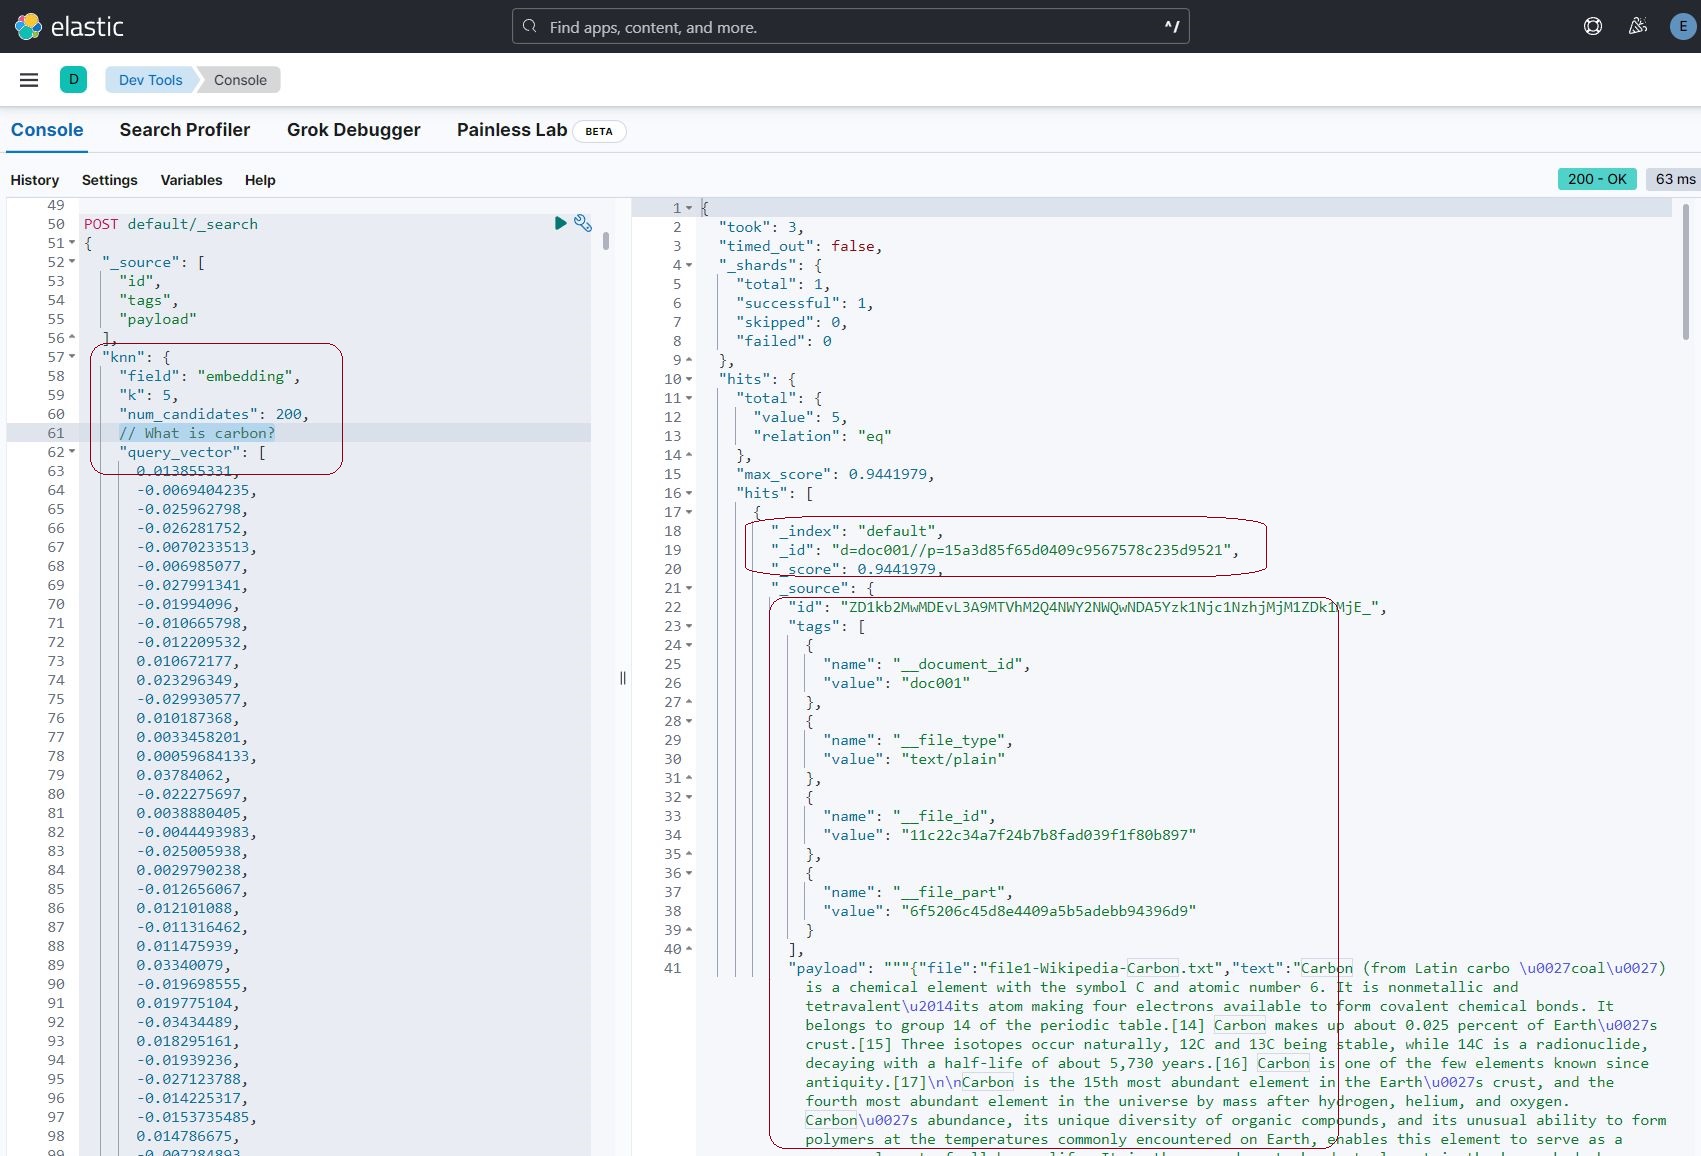 elastic
Find apps, content, and more.
^/
E
D
Dev Tools
Console
Console
Search Profiler
Grok Debugger
Painless Lab
BETA
History
Settings
Variables
Help
200 - OK
63 ms
49
50 POST default/_search
51 {
52 "_source": [
53 "id",
54 "tags",
55 "payload"
56 ],
57 "knn": {
58 "field": "embedding",
59 "k": 5,
60 "num_candidates": 200,
61 // What is carbon?
62 "query_vector": [
63 0.013855331,
64 -0.0069404235,
65 -0.025962798,
66 -0.026281752,
67 -0.0070233513,
68 -0.006985077,
69 -0.027991341,
70 -0.01994096,
71 -0.010665798,
72 -0.012209532,
73 0.010672177,
74 0.023296349,
75 -0.029930577,
76 0.010187368,
77 0.0033458201,
78 0.00059684133,
79 0.03784062,
80 -0.022275697,
81 0.0038880405,
82 -0.0044493983,
83 -0.025005938,
84 0.0029790238,
85 -0.012656067,
86 0.012101088,
87 -0.011316462,
88 0.011475939,
89 0.03340079,
90 -0.019698555,
91 0.019775104,
92 -0.03434489,
93 0.018295161,
94 -0.01939236,
95 -0.027123788,
96 -0.014225317,
97 -0.0153735485,
98 0.014786675,
99 -0.007284893
1 {
2 "took": 3,
3 "timed_out": false,
4 "_shards": {
5 "total": 1,
6 "successful": 1,
7 "skipped": 0,
8 "failed": 0
9 },
10 "hits": {
11 "total": {
12 "value": 5,
13 "relation": "eq"
14 },
15 "max_score": 0.9441979,
16 "hits": [
17 {
18 "_index": "default",
19 "_id": "d=doc001//p=15a3d85f65d0409c9567578c235d9521",
20 "_score": 0.9441979,
21 "_source": {
22 "id": "ZD1kb2MwMDEvL3A9MTVhM2Q4NWY2NWQwNDA5Yzk1Njc1NzhjMjM1ZDk1MjE_",
23 "tags": [
24 {
25 "name": "__document_id",
26 "value": "doc001"
27 },
28 {
29 "name": "__file_type",
30 "value": "text/plain"
31 },
32 {
33 "name": "__file_id",
34 "value": "11c22c34a7f24b7b8fad039f1f80b897"
35 },
36 {
37 "name": "__file_part",
38 "value": "6f5206c45d8e4409a5b5adebb94396d9"
39 }
40 ],
41 "payload": """{"file":"file1-Wikipedia-Carbon.txt","text":"Carbon (from Latin carbo \u0027coal\u0027)
is a chemical element with the symbol C and atomic number 6. It is nonmetallic and
tetravalent\u2014its atom making four electrons available to form covalent chemical bonds. It
belongs to group 14 of the periodic table.[14] Carbon makes up about 0.025 percent of Earth\u0027s
crust.[15] Three isotopes occur naturally, 12C and 13C being stable, while 14C is a radionuclide,
decaying with a half-life of about 5,730 years.[16] Carbon is one of the few elements known since
antiquity.[17]\n\nCarbon is the 15th most abundant element in the Earth\u0027s crust, and the
fourth most abundant element in the universe by mass after hydrogen, helium, and oxygen.
Carbon\u0027s abundance, its unique diversity of organic compounds, and its unusual ability to form
polymers at the temperatures commonly encountered on Earth, enables this element to serve as a